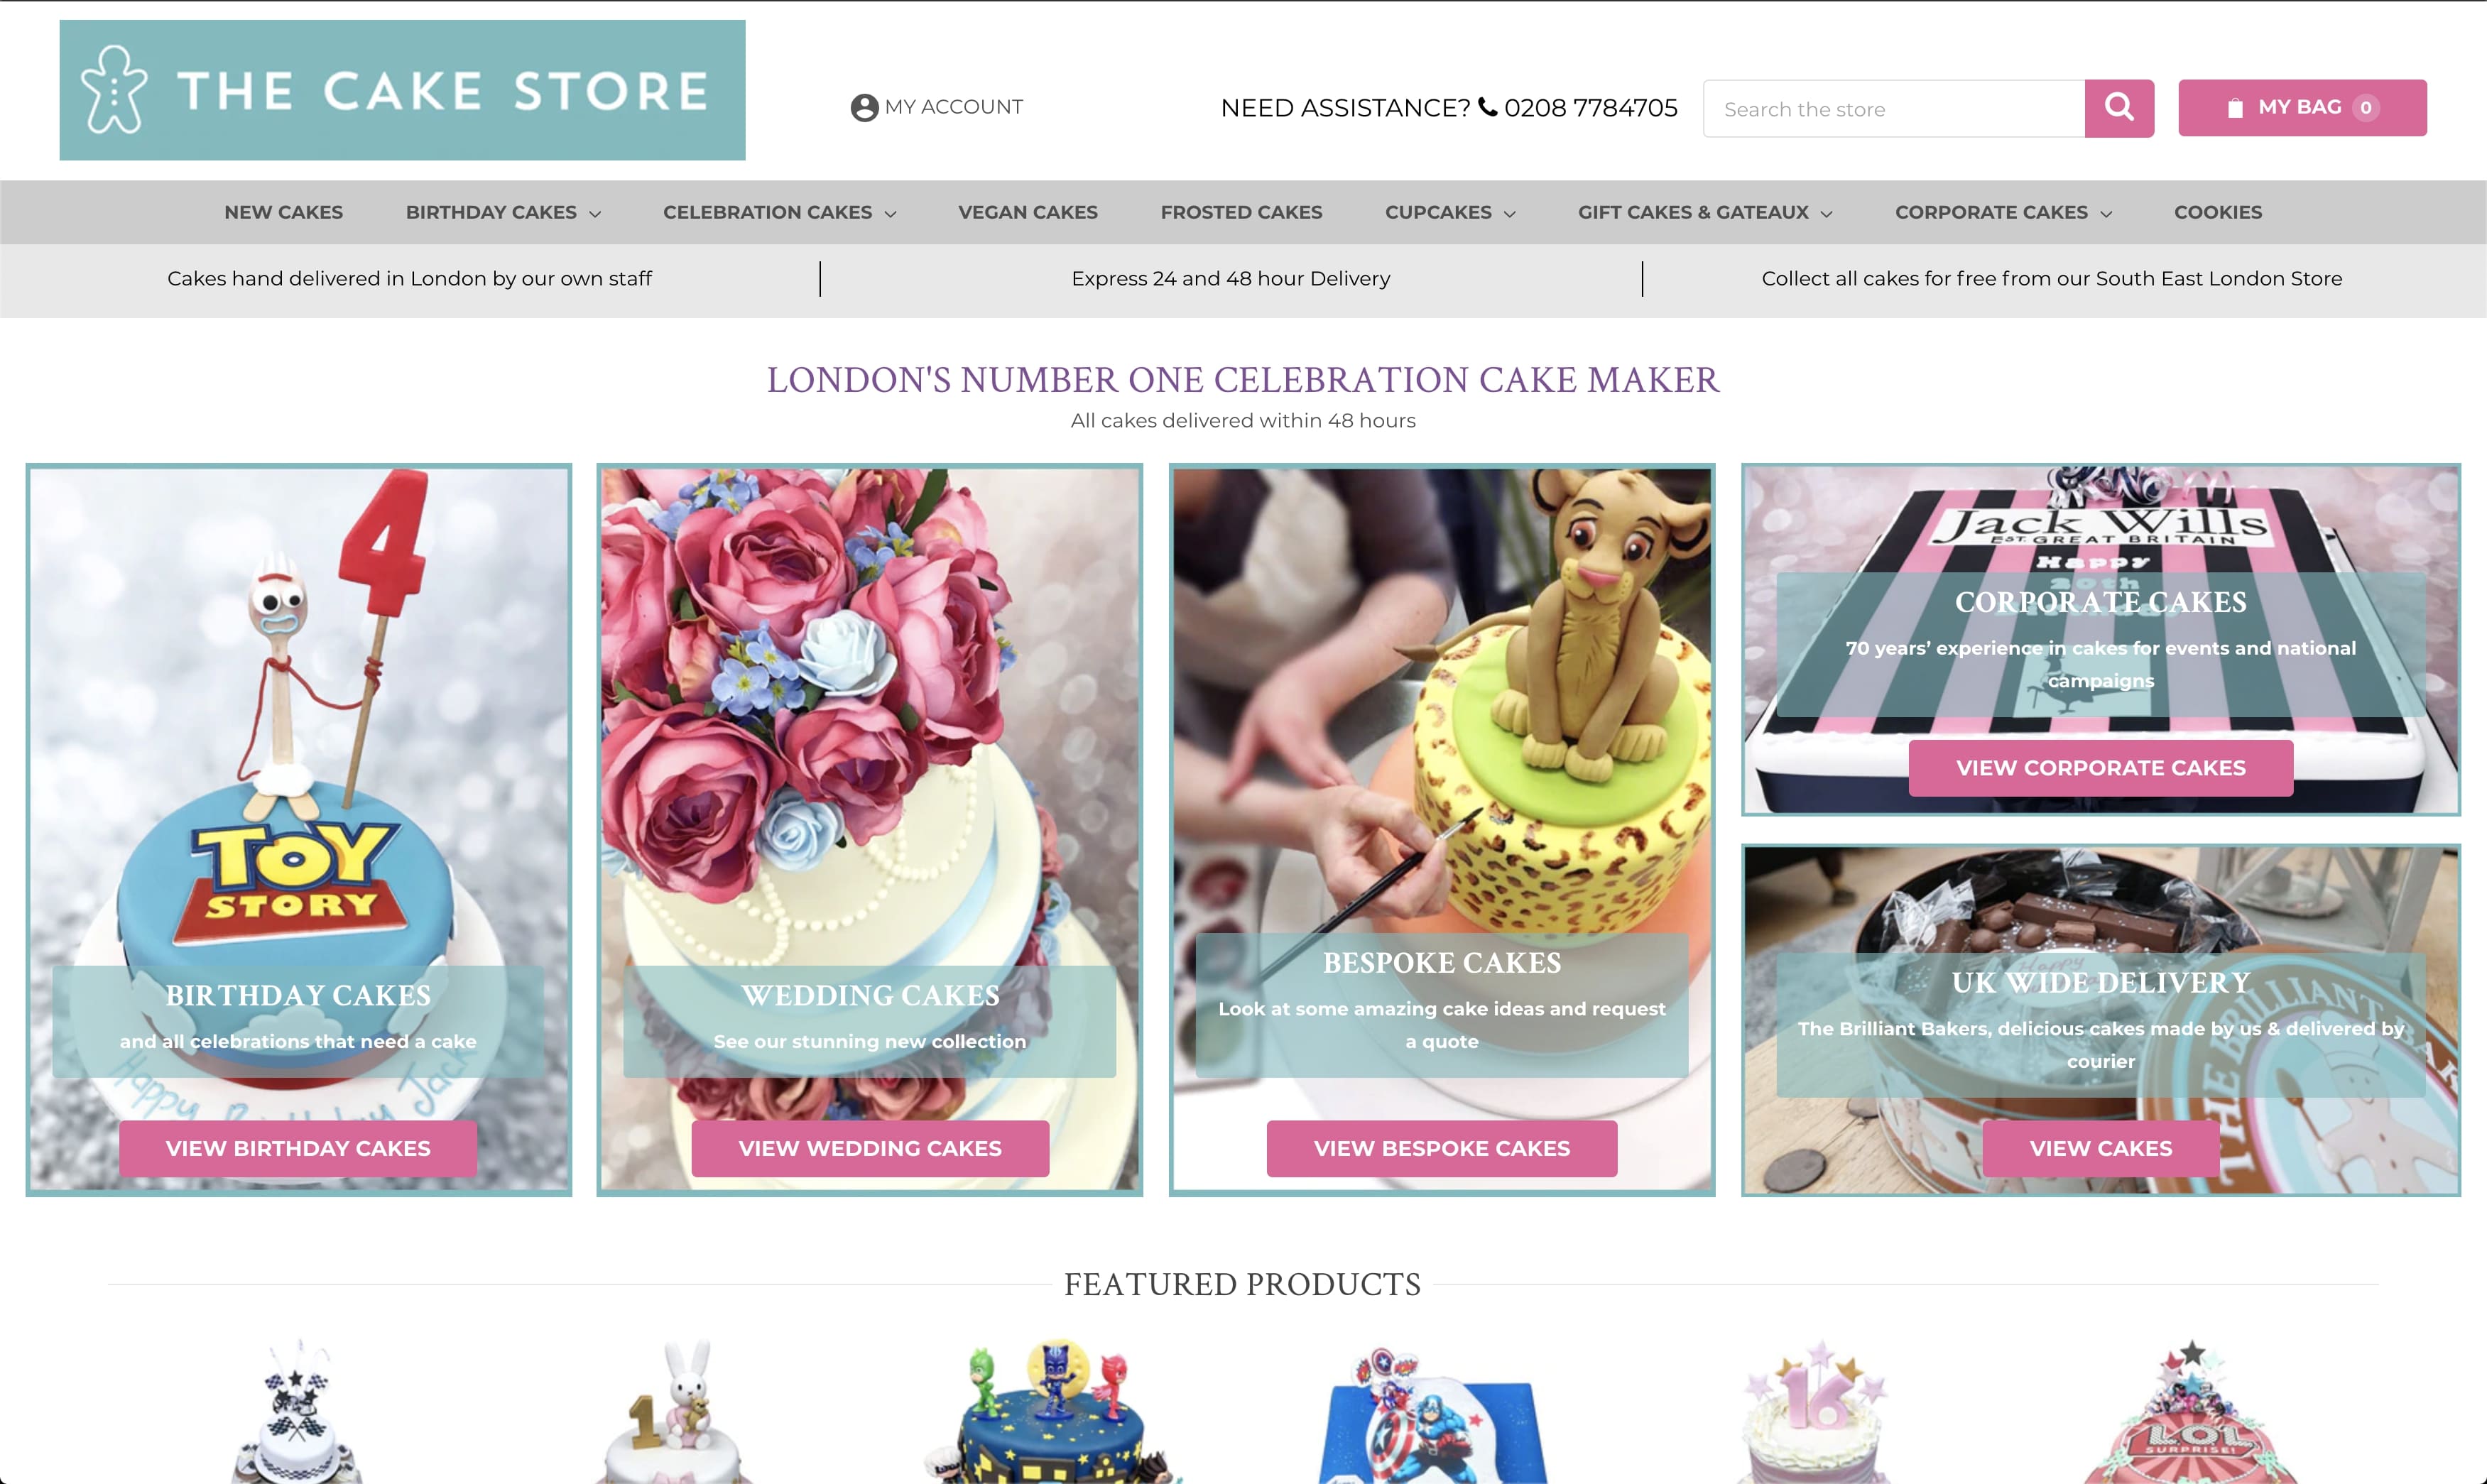 THE CAKE STORE
MY ACCOUNT
NEED ASSISTANCE? 0208 7784705
Search the store
MY BAG 0
NEW CAKES
BIRTHDAY CAKES
CELEBRATION CAKES
VEGAN CAKES
FROSTED CAKES
CUPCAKES
GIFT CAKES & GATEAUX
CORPORATE CAKES
COOKIES
Cakes hand delivered in London by our own staff
Express 24 and 48 hour Delivery
Collect all cakes for free from our South East London Store
LONDON'S NUMBER ONE CELEBRATION CAKE MAKER
All cakes delivered within 48 hours
4
TOY
STORY
BIRTHDAY CAKES
and all celebrations that need a cake
Happy Birthday Jack
VIEW BIRTHDAY CAKES
WEDDING CAKES
See our stunning new collection
VIEW WEDDING CAKES
BESPOKE CAKES
Look at some amazing cake ideas and request
a quote
VIEW BESPOKE CAKES
Jack Wills
EST. GREAT BRITAIN
Happy
20th
CORPORATE CAKES
70 years' experience in cakes for events and national
campaigns
VIEW CORPORATE CAKES
Happy
UK WIDE DELIVERY
The Brilliant Bakers, delicious cakes made by us & delivered by
courier
THE BRILLIANT
VIEW CAKES
FEATURED PRODUCTS
1
16
LOL
SURPRISE!